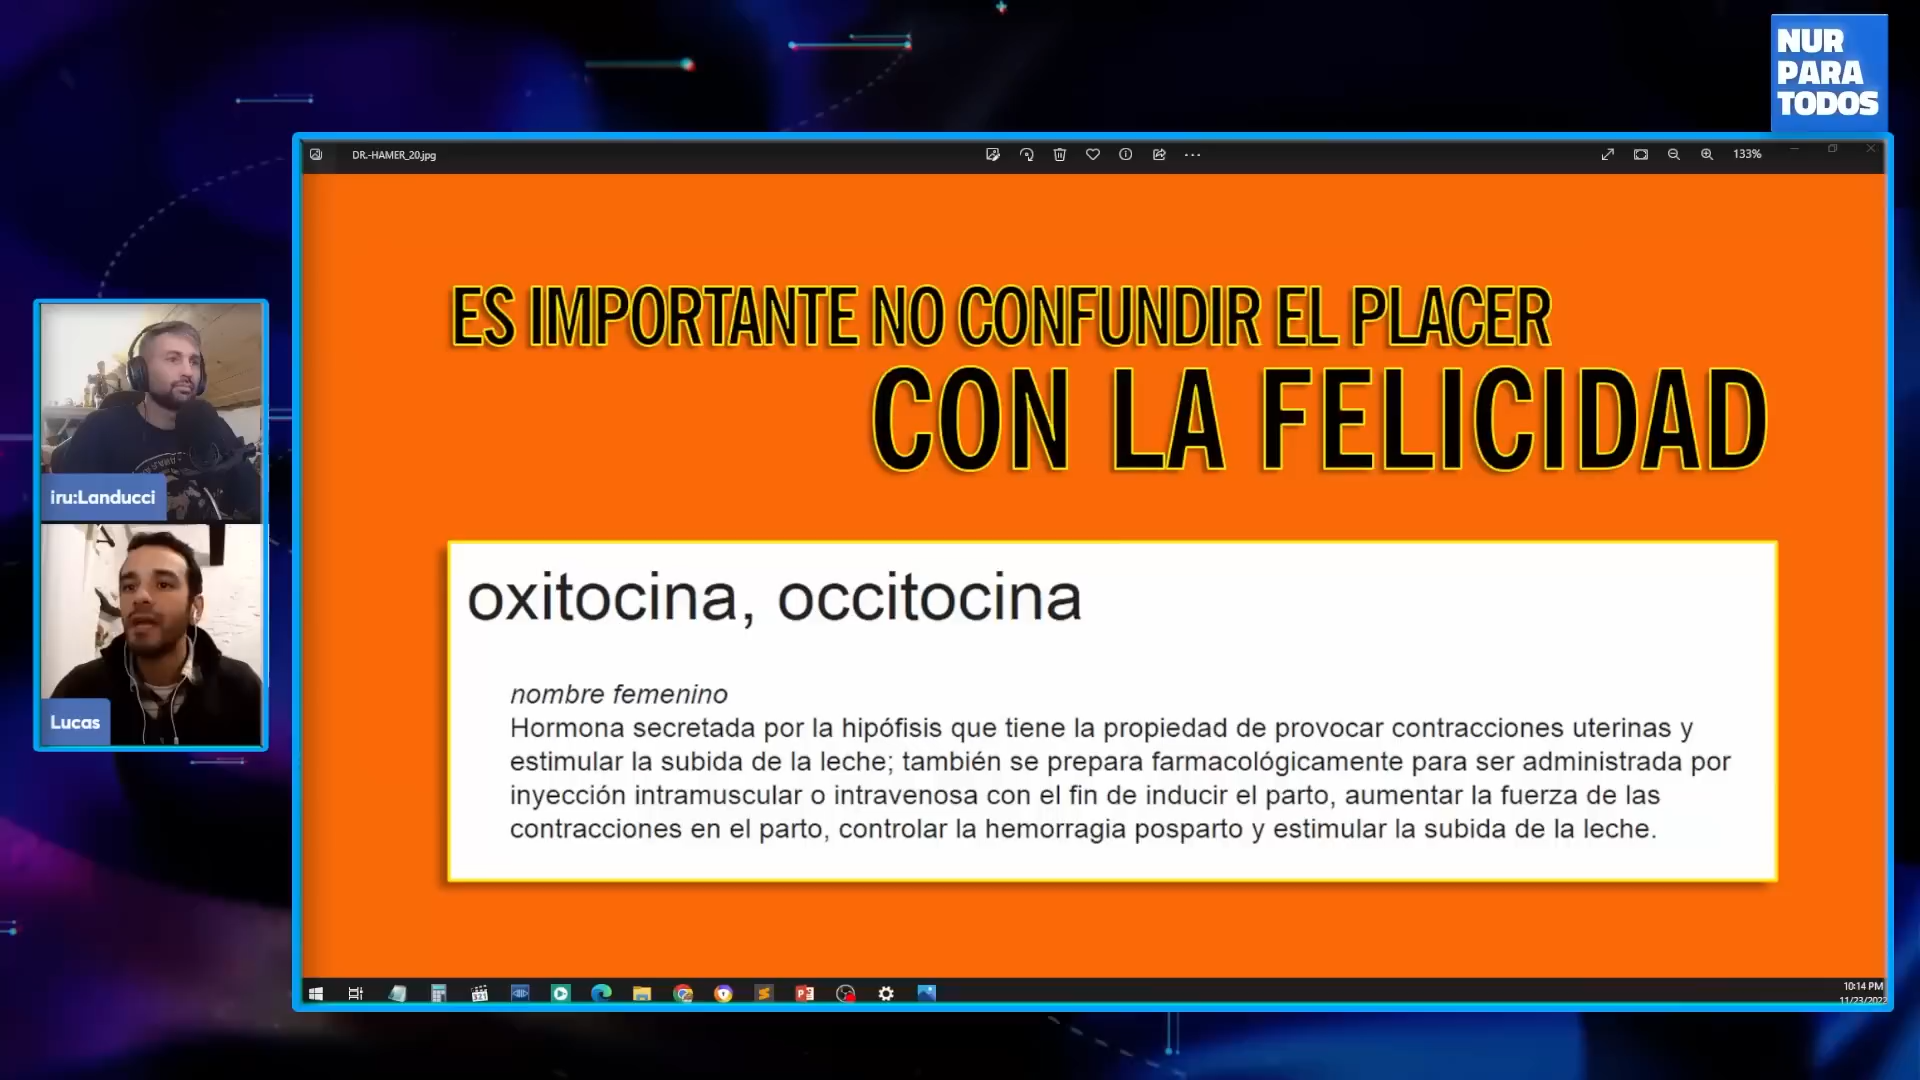 NUR
PARA
TODOS
DR.-HAMER_20.jpg
133%
ES IMPORTANTE NO CONFUNDIR EL PLACER
CON LA FELICIDAD
iru:Landucci
Lucas
oxitocina, occitocina
nombre femenino
Hormona secretada por la hipófisis que tiene la propiedad de provocar contracciones uterinas y
estimular la subida de la leche; también se prepara farmacológicamente para ser administrada por
inyección intramuscular o intravenosa con el fin de inducir el parto, aumentar la fuerza de las
contracciones en el parto, controlar la hemorragia posparto y estimular la subida de la leche.
10:14 PM
11/23/2022